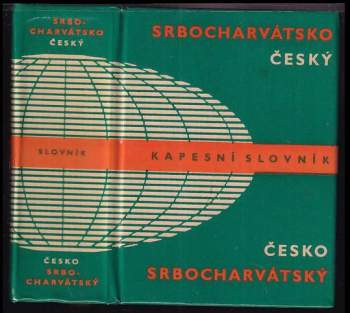 SRBO-
CHARVÁTSKO
ČESKÝ
SLOVNÍK
ČESKO
SRBO-
CHARVÁTSKÝ
SRBOCHARVÁTSKO
ČESKÝ
KAPESNÍ SLOVNÍK
ČESKO
SRBOCHARVÁTSKÝ